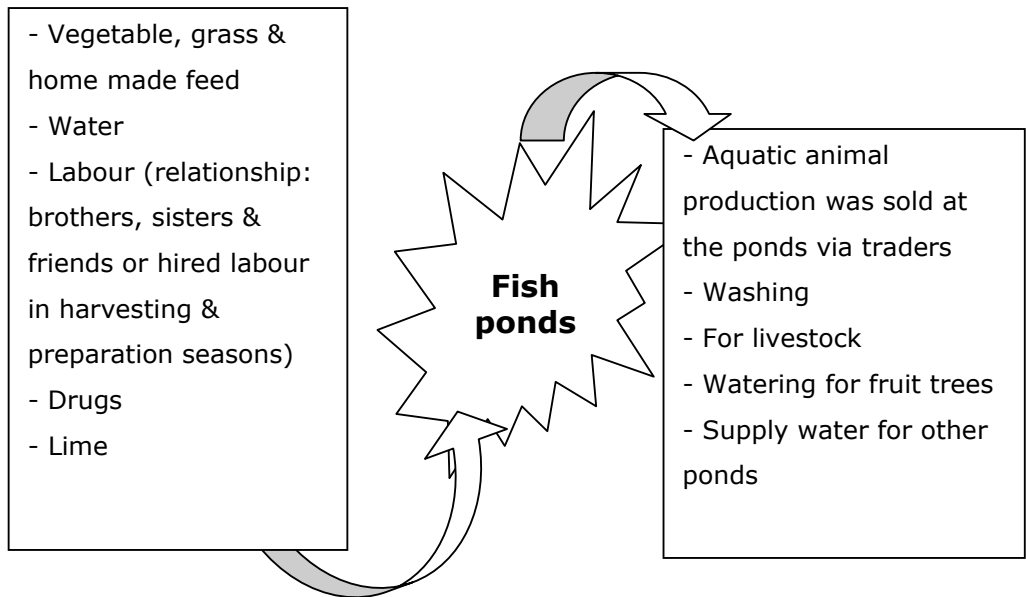 - Vegetable, grass &
home made feed
- Water
- Labour (relationship:
brothers, sisters &
friends or hired labour
in harvesting &
preparation seasons)
- Drugs
- Lime
Fish
ponds
- Aquatic animal
production was sold at
the ponds via traders
- Washing
- For livestock
- Watering for fruit trees
- Supply water for other
ponds